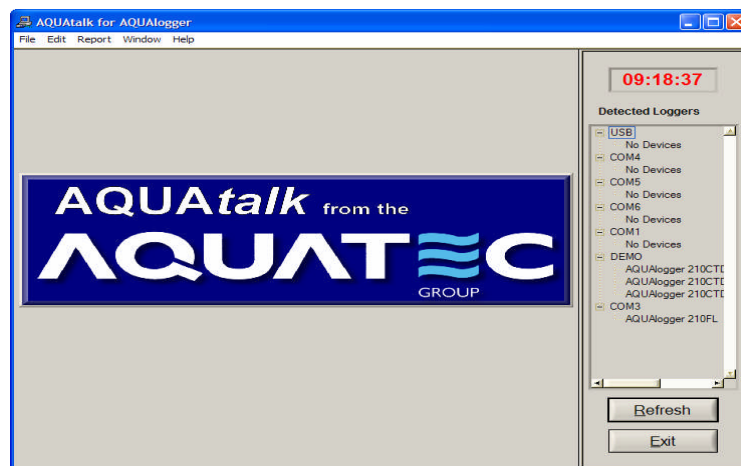 AQUAtalk for AQUAlogger
File Edit Report Window Help
09:18:37
Detected Loggers
USB
No Devices
COM4
No Devices
COM5
No Devices
COM6
No Devices
COM1
No Devices
DEMO
AQUAlogger 210CTD
AQUAlogger 210CTD
AQUAlogger 210CTD
COM3
AQUAlogger 210FL
AQUAtalk from the
AQUATEC
GROUP
Refresh
Exit